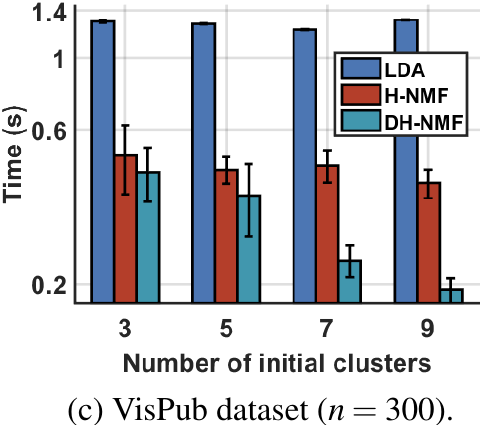 1.4
1
0.6
0.2
Time (s)
LDA
H-NMF
DH-NMF
3 5 7 9
Number of initial clusters
(c) VisPub dataset (n = 300).